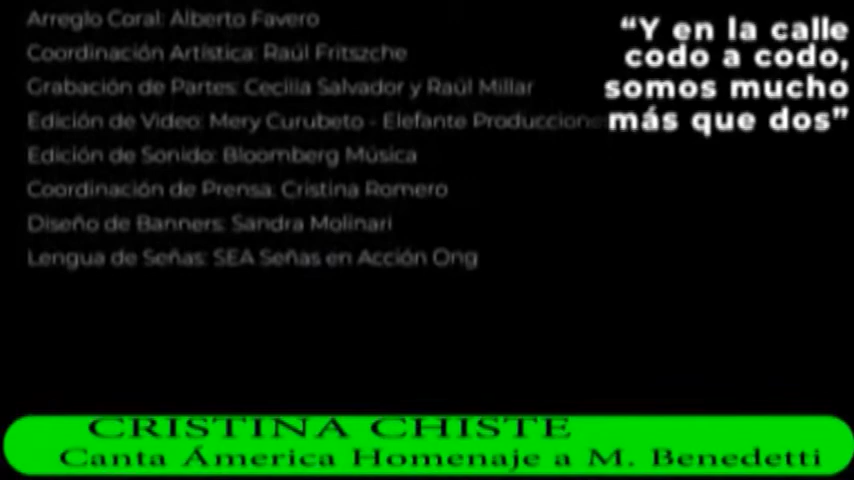 Arreglo Coral: Alberto Favero
Coordinación Artística: Raúl Fritszche
Grabación de Partes: Cecilia Salvador y Raúl Millar
Edición de Video: Mery Curubeto - Elefante Produccione
Edición de Sonido: Bloomberg Música
Coordinación de Prensa: Cristina Romero
Diseño de Banners: Sandra Molinari
Lengua de Señas: SEA Señas en Acción Ong
“Y en la calle
codo a codo,
somos mucho
más que dos”
CRISTINA CHISTE
Canta Ámerica Homenaje a M. Benedetti